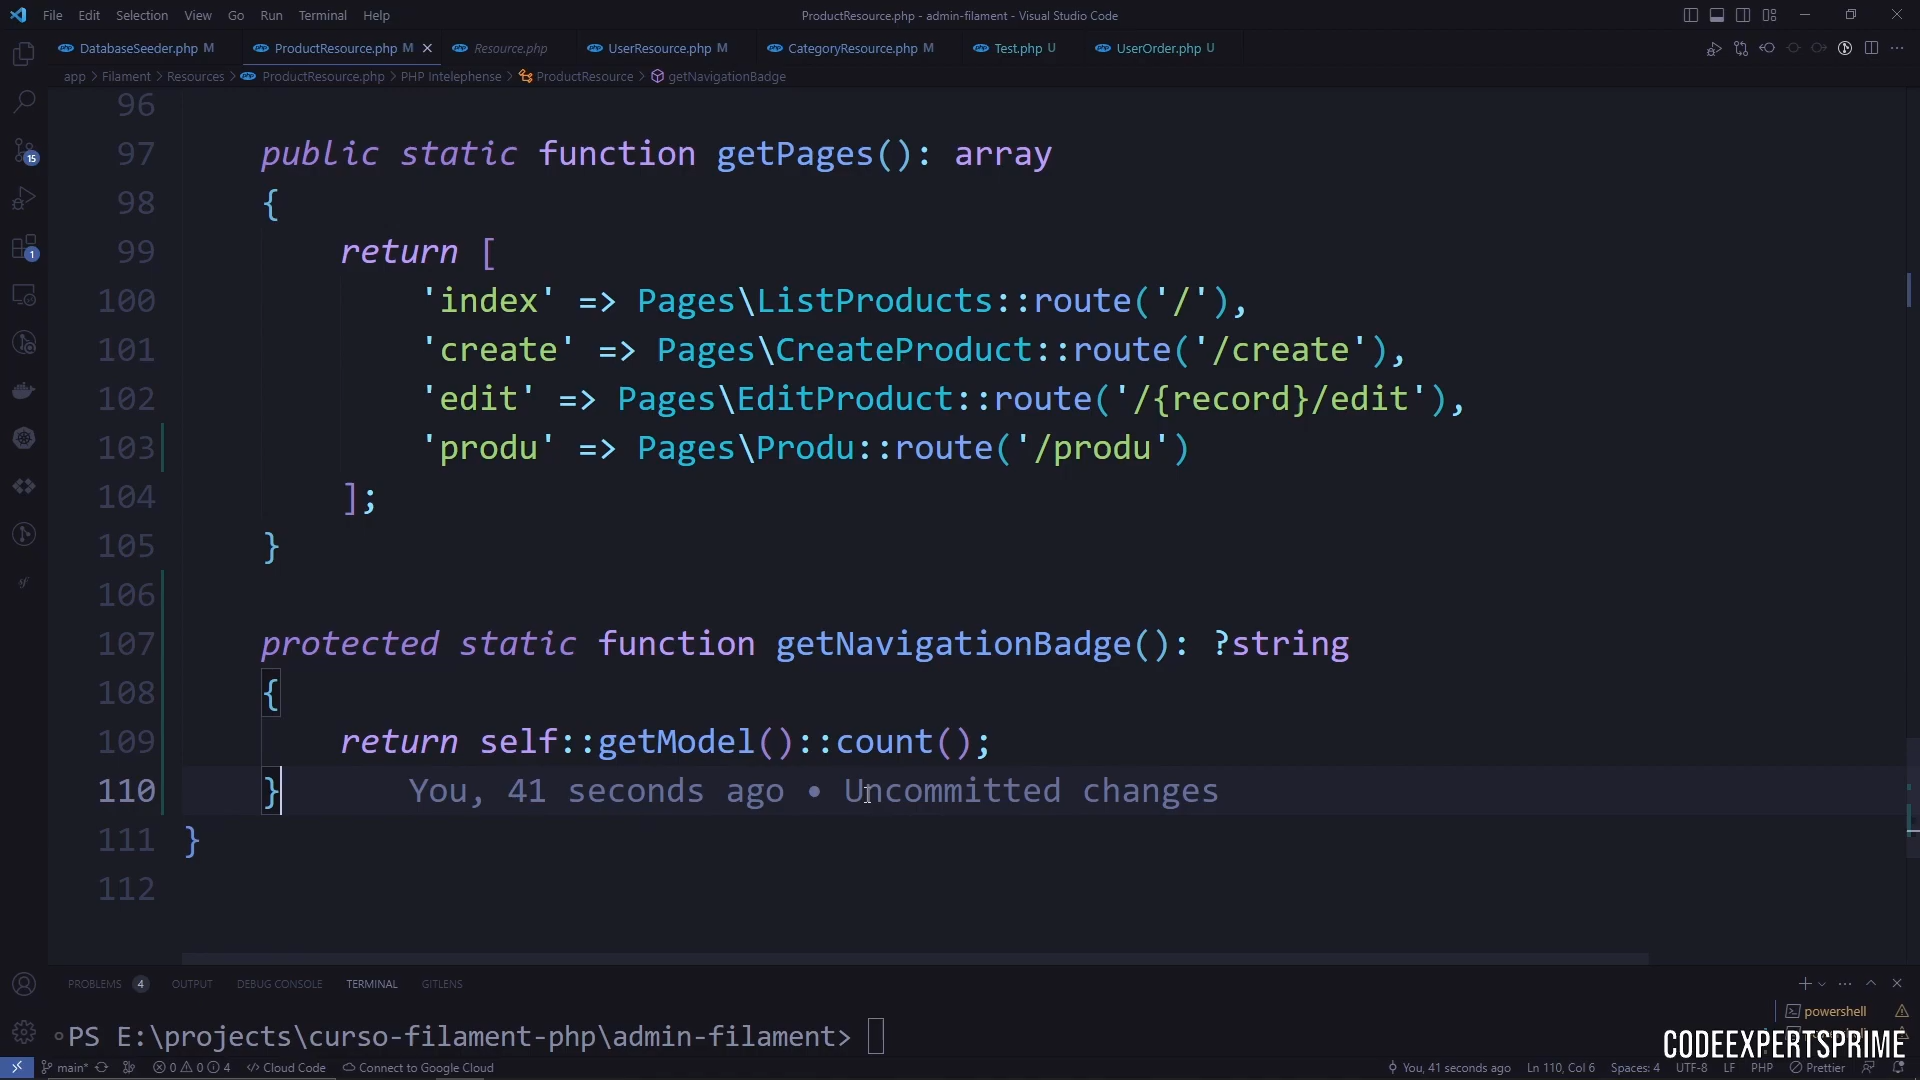 File Edit Selection View Go Run Terminal Help ProductResource.php - admin-filament - Visual Studio Code
DatabaseSeeder.php M ProductResource.php M Resource.php UserResource.php M CategoryResource.php M Test.php U UserOrder.php U
app > Filament > Resources > ProductResource.php > PHP Intelephense > ProductResource > getNavigationBadge
96
97 public static function getPages(): array
98 {
99 return [
100 'index' => Pages\ListProducts::route('/'),
101 'create' => Pages\CreateProduct::route('/create'),
102 'edit' => Pages\EditProduct::route('/{record}/edit'),
103 'produ' => Pages\Produ::route('/produ')
104 ];
105 }
106
107 protected static function getNavigationBadge(): ?string
108 {
109 return self::getModel()::count();
110 } You, 41 seconds ago • Uncommitted changes
111 }
112
15
1
PROBLEMS 4 OUTPUT DEBUG CONSOLE TERMINAL GITLENS
powershell
PS E:\projects\curso-filament-php\admin-filament>
CODEEXPERTSPRIME
main* 0 0 4 Cloud Code Connect to Google Cloud You, 41 seconds ago Ln 110, Col 6 Spaces: 4 UTF-8 LF PHP Prettier